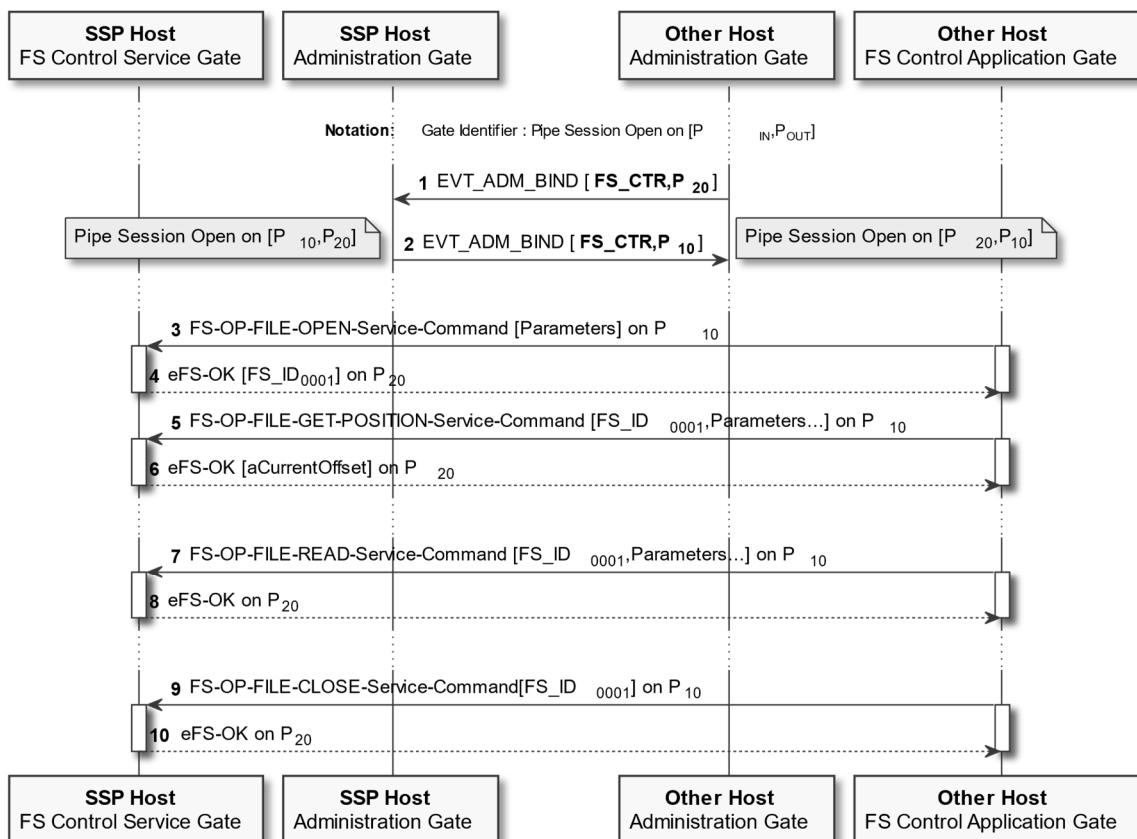 SSP Host
FS Control Service Gate
SSP Host
Administration Gate
Other Host
Administration Gate
Other Host
FS Control Application Gate
Notation: Gate Identifier : Pipe Session Open on [P IN,POUT]
1 EVT_ADM_BIND [ FS_CTR,P 20]
Pipe Session Open on [P 10,P20]
2 EVT_ADM_BIND [ FS_CTR,P 10]
Pipe Session Open on [P 20,P10]
3 FS-OP-FILE-OPEN-Service-Command [Parameters] on P 10
4 eFS-OK [FS_ID0001] on P20
5 FS-OP-FILE-GET-POSITION-Service-Command [FS_ID 0001,Parameters...] on P 10
6 eFS-OK [aCurrentOffset] on P 20
7 FS-OP-FILE-READ-Service-Command [FS_ID 0001,Parameters...] on P 10
8 eFS-OK on P20
9 FS-OP-FILE-CLOSE-Service-Command[FS_ID 0001] on P10
10 eFS-OK on P20
SSP Host
FS Control Service Gate
SSP Host
Administration Gate
Other Host
Administration Gate
Other Host
FS Control Application Gate